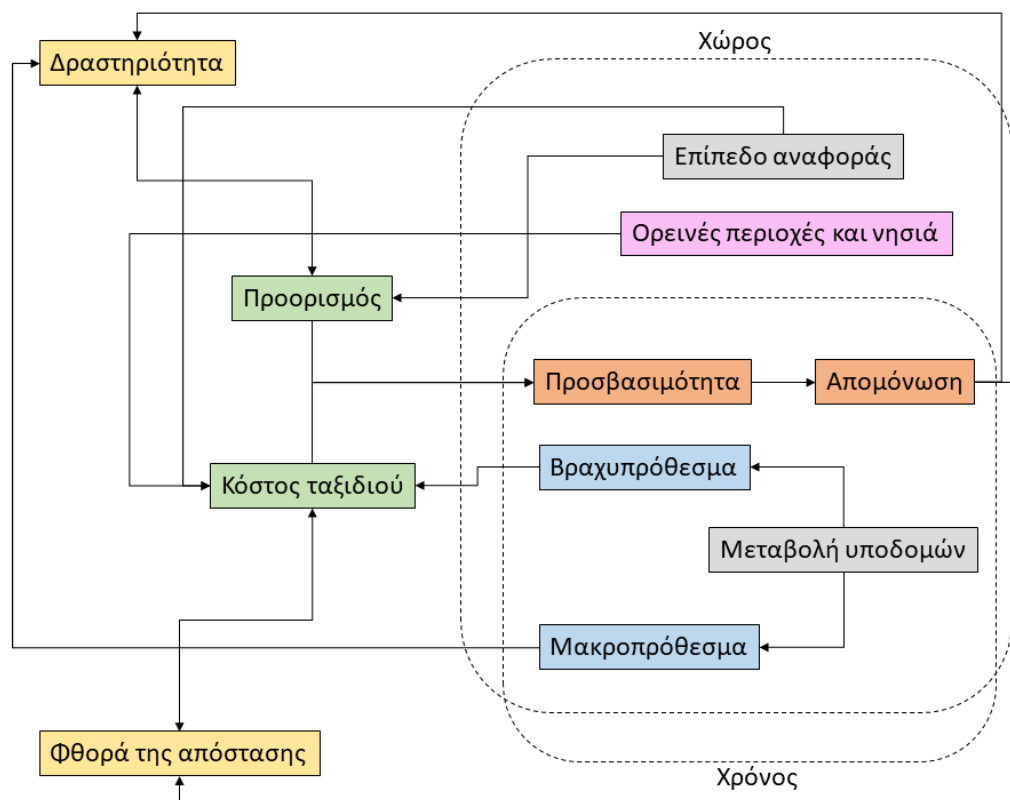 Χώρος
Δραστηριότητα
Επίπεδο αναφοράς
Ορεινές περιοχές και νησιά
Προορισμός
Προσβασιμότητα
Απομόνωση
Βραχυπρόθεσμα
Κόστος ταξιδιού
Μεταβολή υποδομών
Μακροπρόθεσμα
Φθορά της απόστασης
Χρόνος